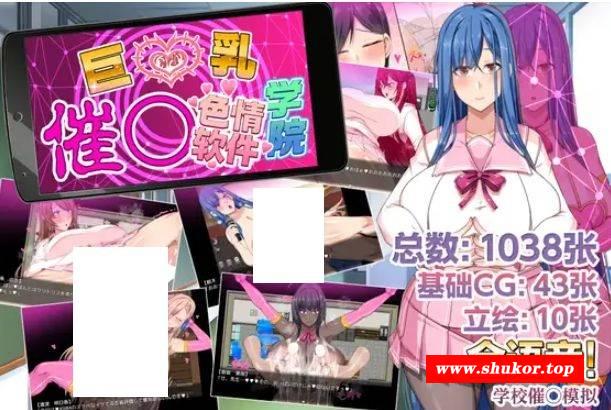 巨乳
催〇色情软件学院
总数: 1038张
基础CG: 43张
立绘: 10张
全语音!
www.shukor.top
学校催〇模拟